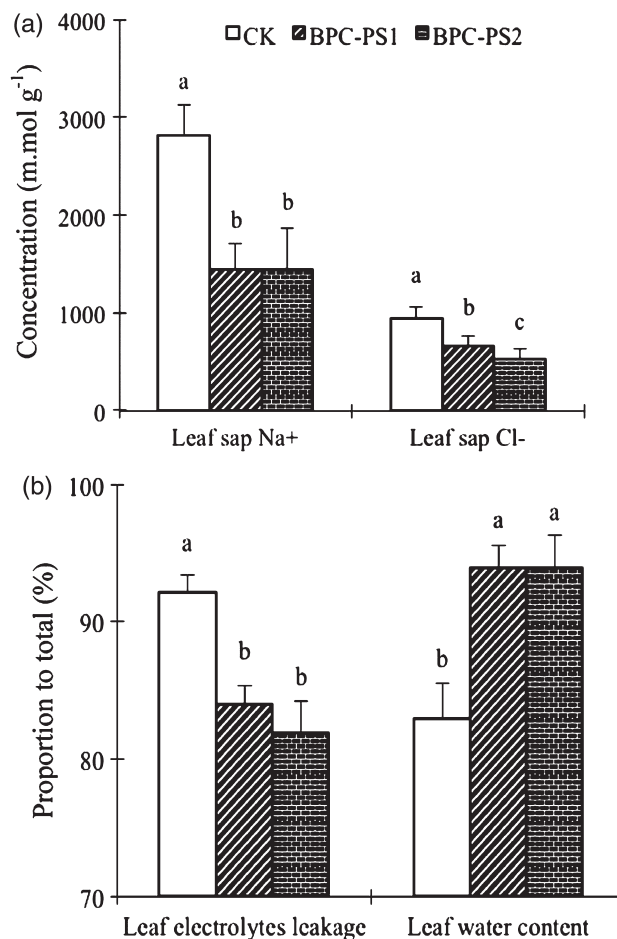 (a)
4000
CK BPC-PS1 BPC-PS2
3000
2000
1000
0
Concentration (m.mol g⁻¹)
a
b
b
a
b
c
Leaf sap Na+ Leaf sap Cl-
(b)
100
90
80
70
Proportion to total (%)
a
b
b
b
a
a
Leaf electrolytes leakage Leaf water content